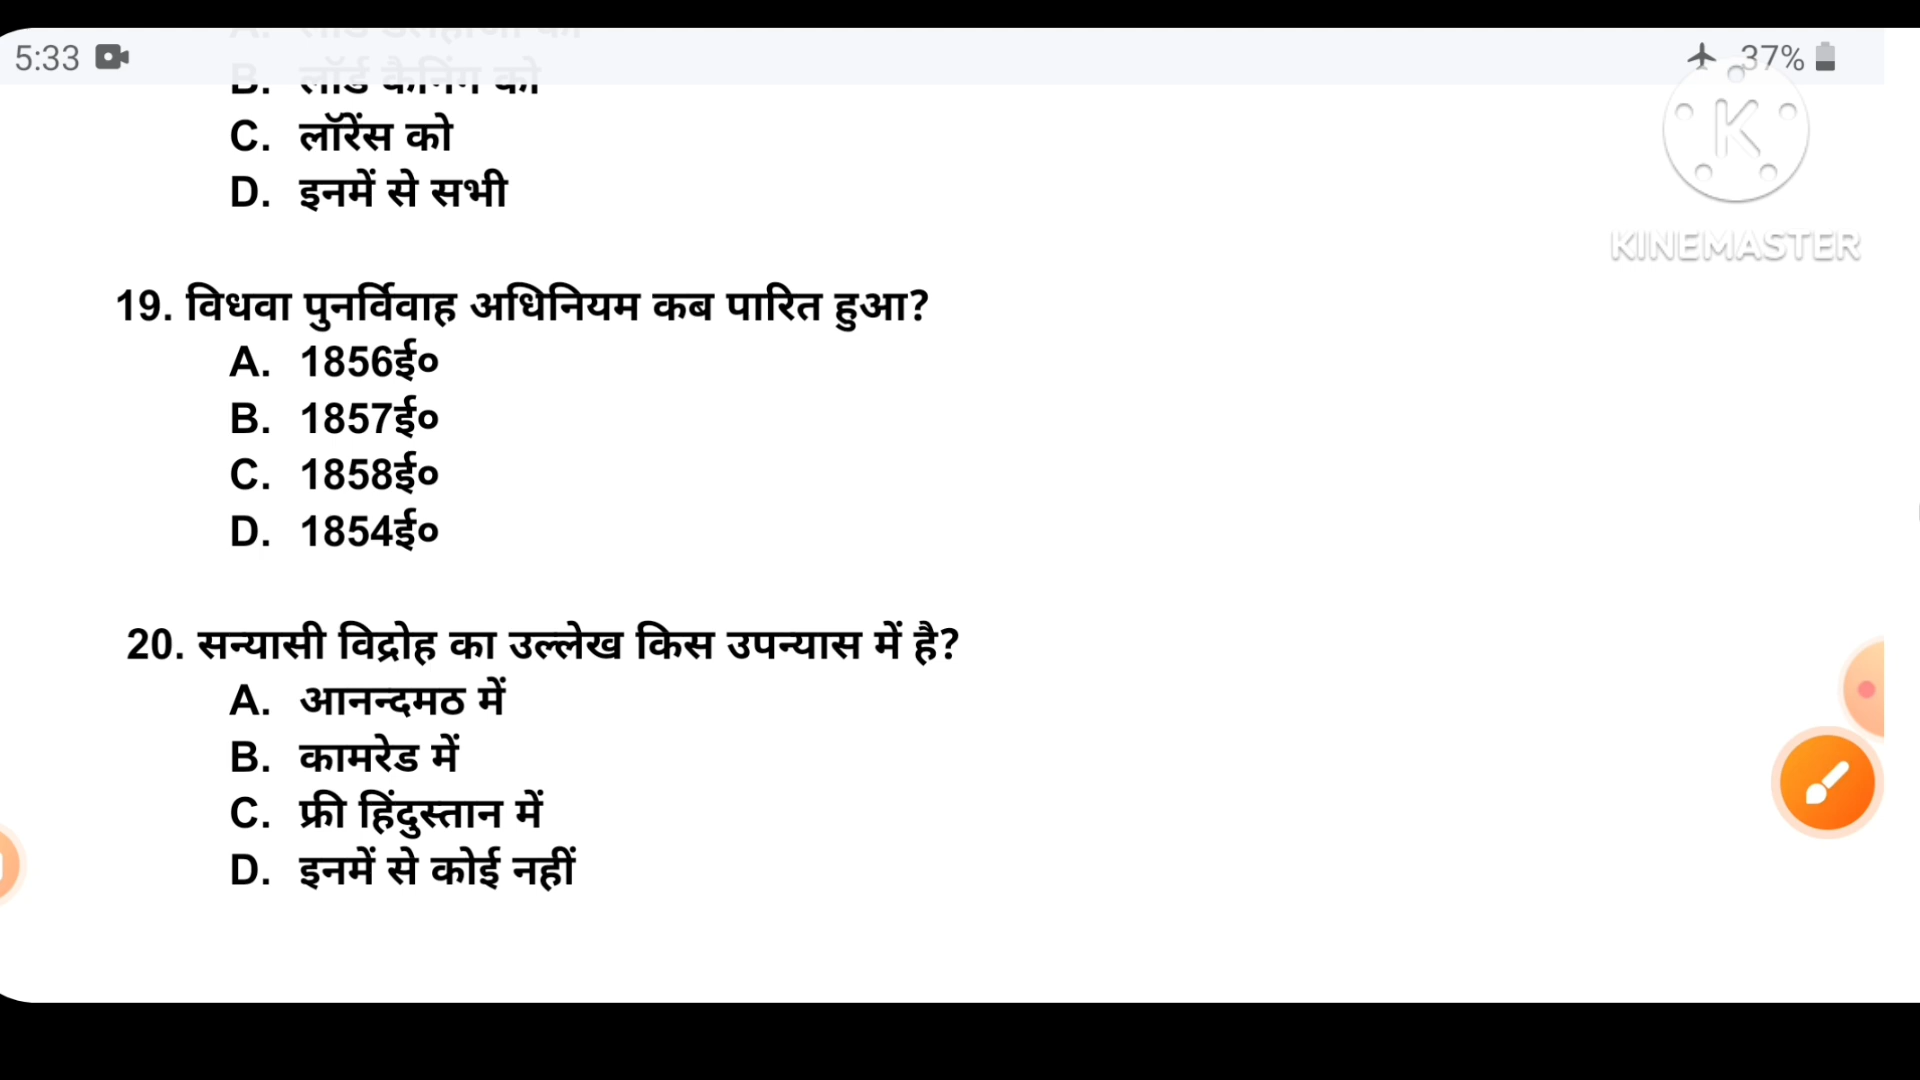 5:33
37%
B. लॉर्ड कैनिंग को
C. लॉरेंस को
D. इनमें से सभी
KINEMASTER
19. विधवा पुनर्विवाह अधिनियम कब पारित हुआ?
A. 1856ई०
B. 1857ई०
C. 1858ई०
D. 1854ई०
20. सन्यासी विद्रोह का उल्लेख किस उपन्यास में है?
A. आनन्दमठ में
B. कामरेड में
C. फ्री हिंदुस्तान में
D. इनमें से कोई नहीं